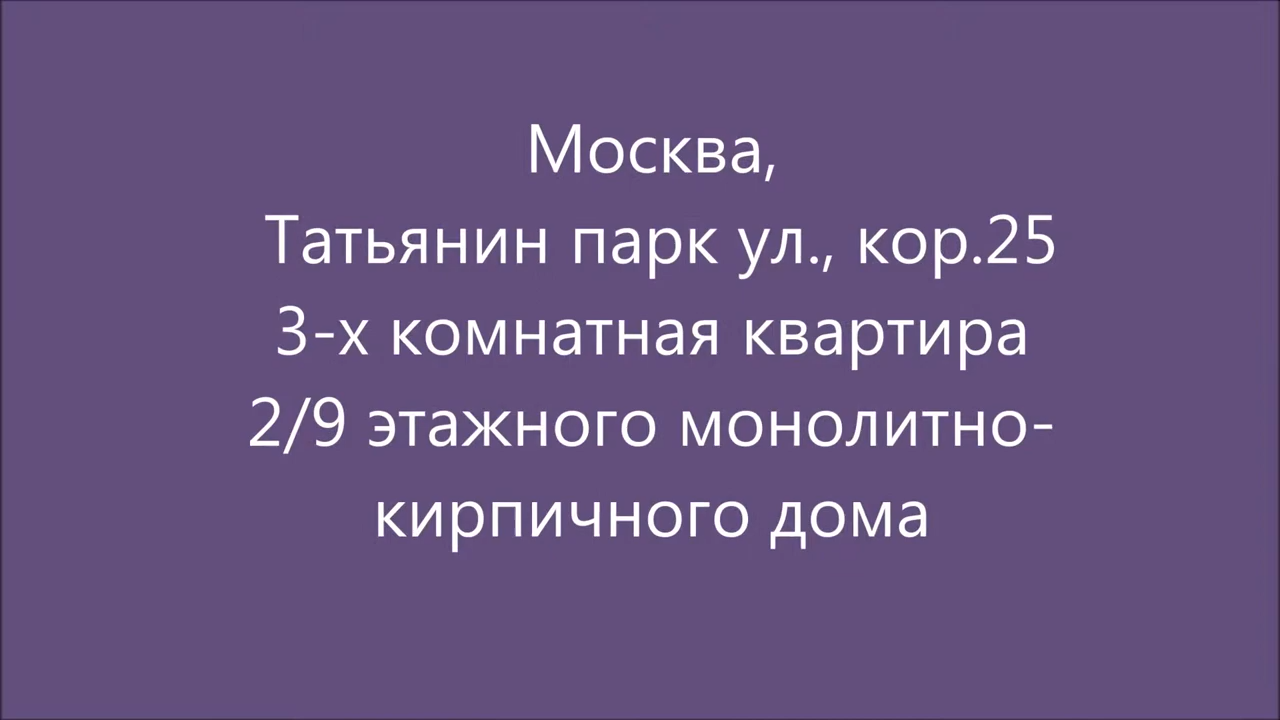 Москва,
Татьянин парк ул., кор.25
3-х комнатная квартира
2/9 этажного монолитно-
кирпичного дома